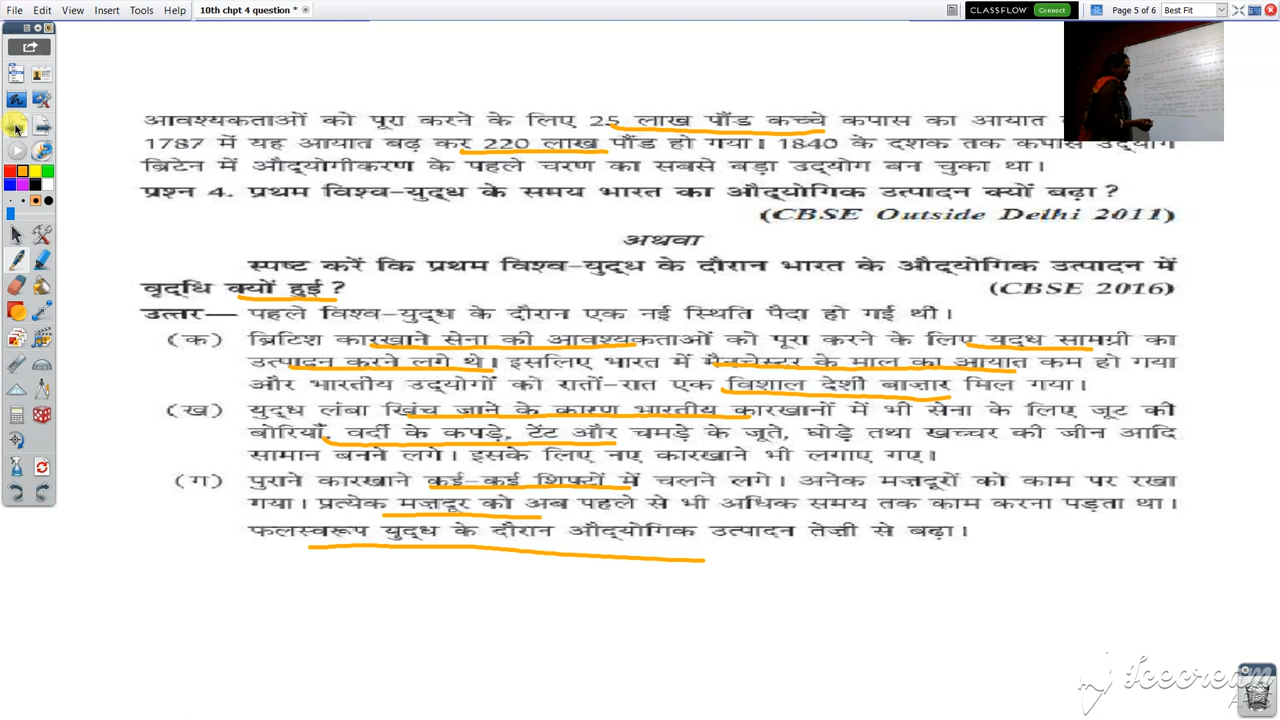 File Edit View Insert Tools Help 10th chpt 4 question * CLASSFLOW Connect Page 5 of 6 Best Fit
आवश्यकताओं को पूरा करने के लिए 25 लाख पौंड कच्चे कपास का आयात
1787 में यह आयात बढ़ कर 220 लाख पौंड हो गया। 1840 के दशक तक कपास उद्योग
ब्रिटेन में औद्योगीकरण के पहले चरण का सबसे बड़ा उद्योग बन चुका था।
प्रश्न 4. प्रथम विश्व-युद्ध के समय भारत का औद्योगिक उत्पादन क्यों बढ़ा ?
(CBSE Outside Delhi 2011)
अथवा
स्पष्ट करें कि प्रथम विश्व-युद्ध के दौरान भारत के औद्योगिक उत्पादन में
वृद्धि क्यों हुई ? (CBSE 2016)
उत्तर— पहले विश्व-युद्ध के दौरान एक नई स्थिति पैदा हो गई थी।
(क) ब्रिटिश कारखाने सेना की आवश्यकताओं को पूरा करने के लिए युद्ध सामग्री का
उत्पादन करने लगे थे। इसलिए भारत में मैनचेस्टर के माल का आयात कम हो गया
और भारतीय उद्योगों को रातों-रात एक विशाल देशी बाज़ार मिल गया।
(ख) युद्ध लंबा खिंच जाने के कारण भारतीय कारखानों में भी सेना के लिए जूट की
बोरियाँ, वर्दी के कपड़े, टेंट और चमड़े के जूते, घोड़े तथा खच्चर की जीन आदि
सामान बनने लगे। इसके लिए नए कारखाने भी लगाए गए।
(ग) पुराने कारखाने कई-कई शिफ्टों में चलने लगे। अनेक मज़दूरों को काम पर रखा
गया। प्रत्येक मज़दूर को अब पहले से भी अधिक समय तक काम करना पड़ता था।
फलस्वरूप युद्ध के दौरान औद्योगिक उत्पादन तेज़ी से बढ़ा।
Icecream
APPS